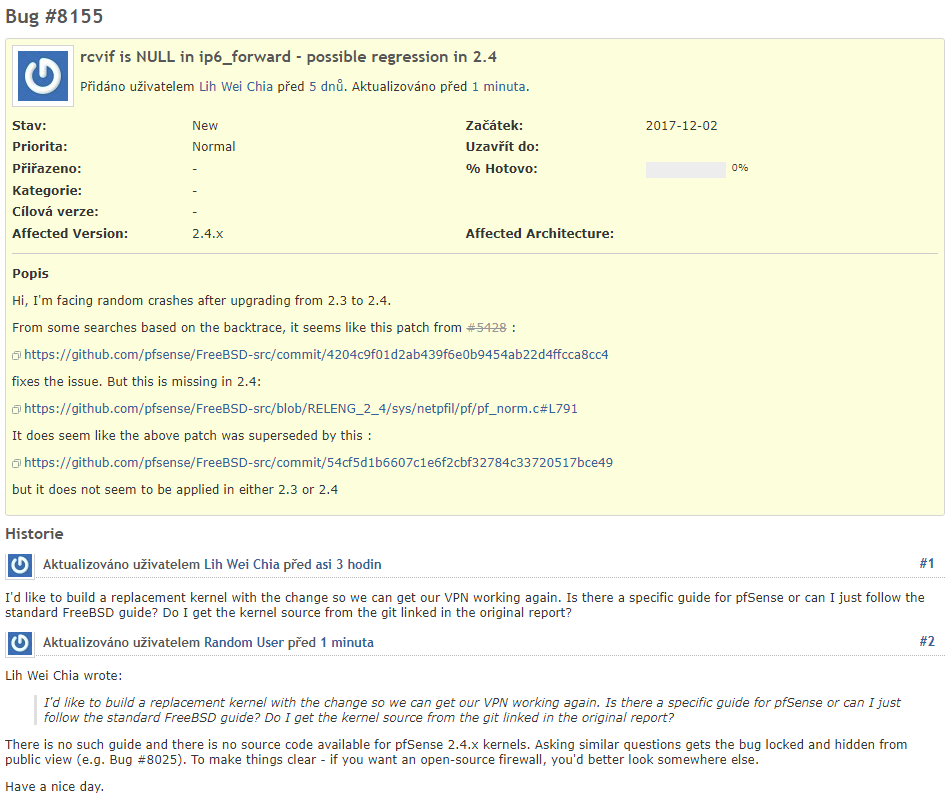 Bug #8155
rcvif is NULL in ip6_forward - possible regression in 2.4
Přidáno uživatelem Lih Wei Chia před 5 dnů. Aktualizováno před 1 minuta.
Stav: New Začátek: 2017-12-02
Priorita: Normal Uzavřít do:
Přiřazeno: - % Hotovo: 0%
Kategorie: -
Cílová verze: -
Affected Version: 2.4.x Affected Architecture:
Popis
Hi, I'm facing random crashes after upgrading from 2.3 to 2.4.
From some searches based on the backtrace, it seems like this patch from #5428 :
https://github.com/pfsense/FreeBSD-src/commit/4204c9f01d2ab439f6e0b9454ab22d4ffcca8cc4
fixes the issue. But this is missing in 2.4:
https://github.com/pfsense/FreeBSD-src/blob/RELENG_2_4/sys/netpfil/pf/pf_norm.c#L791
It does seem like the above patch was superseded by this :
https://github.com/pfsense/FreeBSD-src/commit/54cf5d1b6607c1e6f2cbf32784c33720517bce49
but it does not seem to be applied in either 2.3 or 2.4
Historie
Aktualizováno uživatelem Lih Wei Chia před asi 3 hodin #1
I'd like to build a replacement kernel with the change so we can get our VPN working again. Is there a specific guide for pfSense or can I just follow the
standard FreeBSD guide? Do I get the kernel source from the git linked in the original report?
Aktualizováno uživatelem Random User před 1 minuta #2
Lih Wei Chia wrote:
I'd like to build a replacement kernel with the change so we can get our VPN working again. Is there a specific guide for pfSense or can I just
follow the standard FreeBSD guide? Do I get the kernel source from the git linked in the original report?
There is no such guide and there is no source code available for pfSense 2.4.x kernels. Asking similar questions gets the bug locked and hidden from
public view (e.g. Bug #8025). To make things clear - if you want an open-source firewall, you'd better look somewhere else.
Have a nice day.